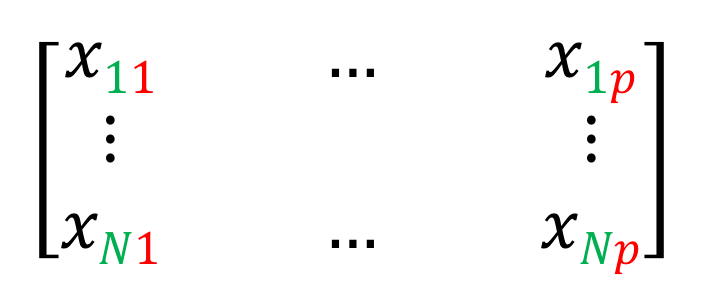 x11 … x1p
⋮ ⋮
xN1 … xNp